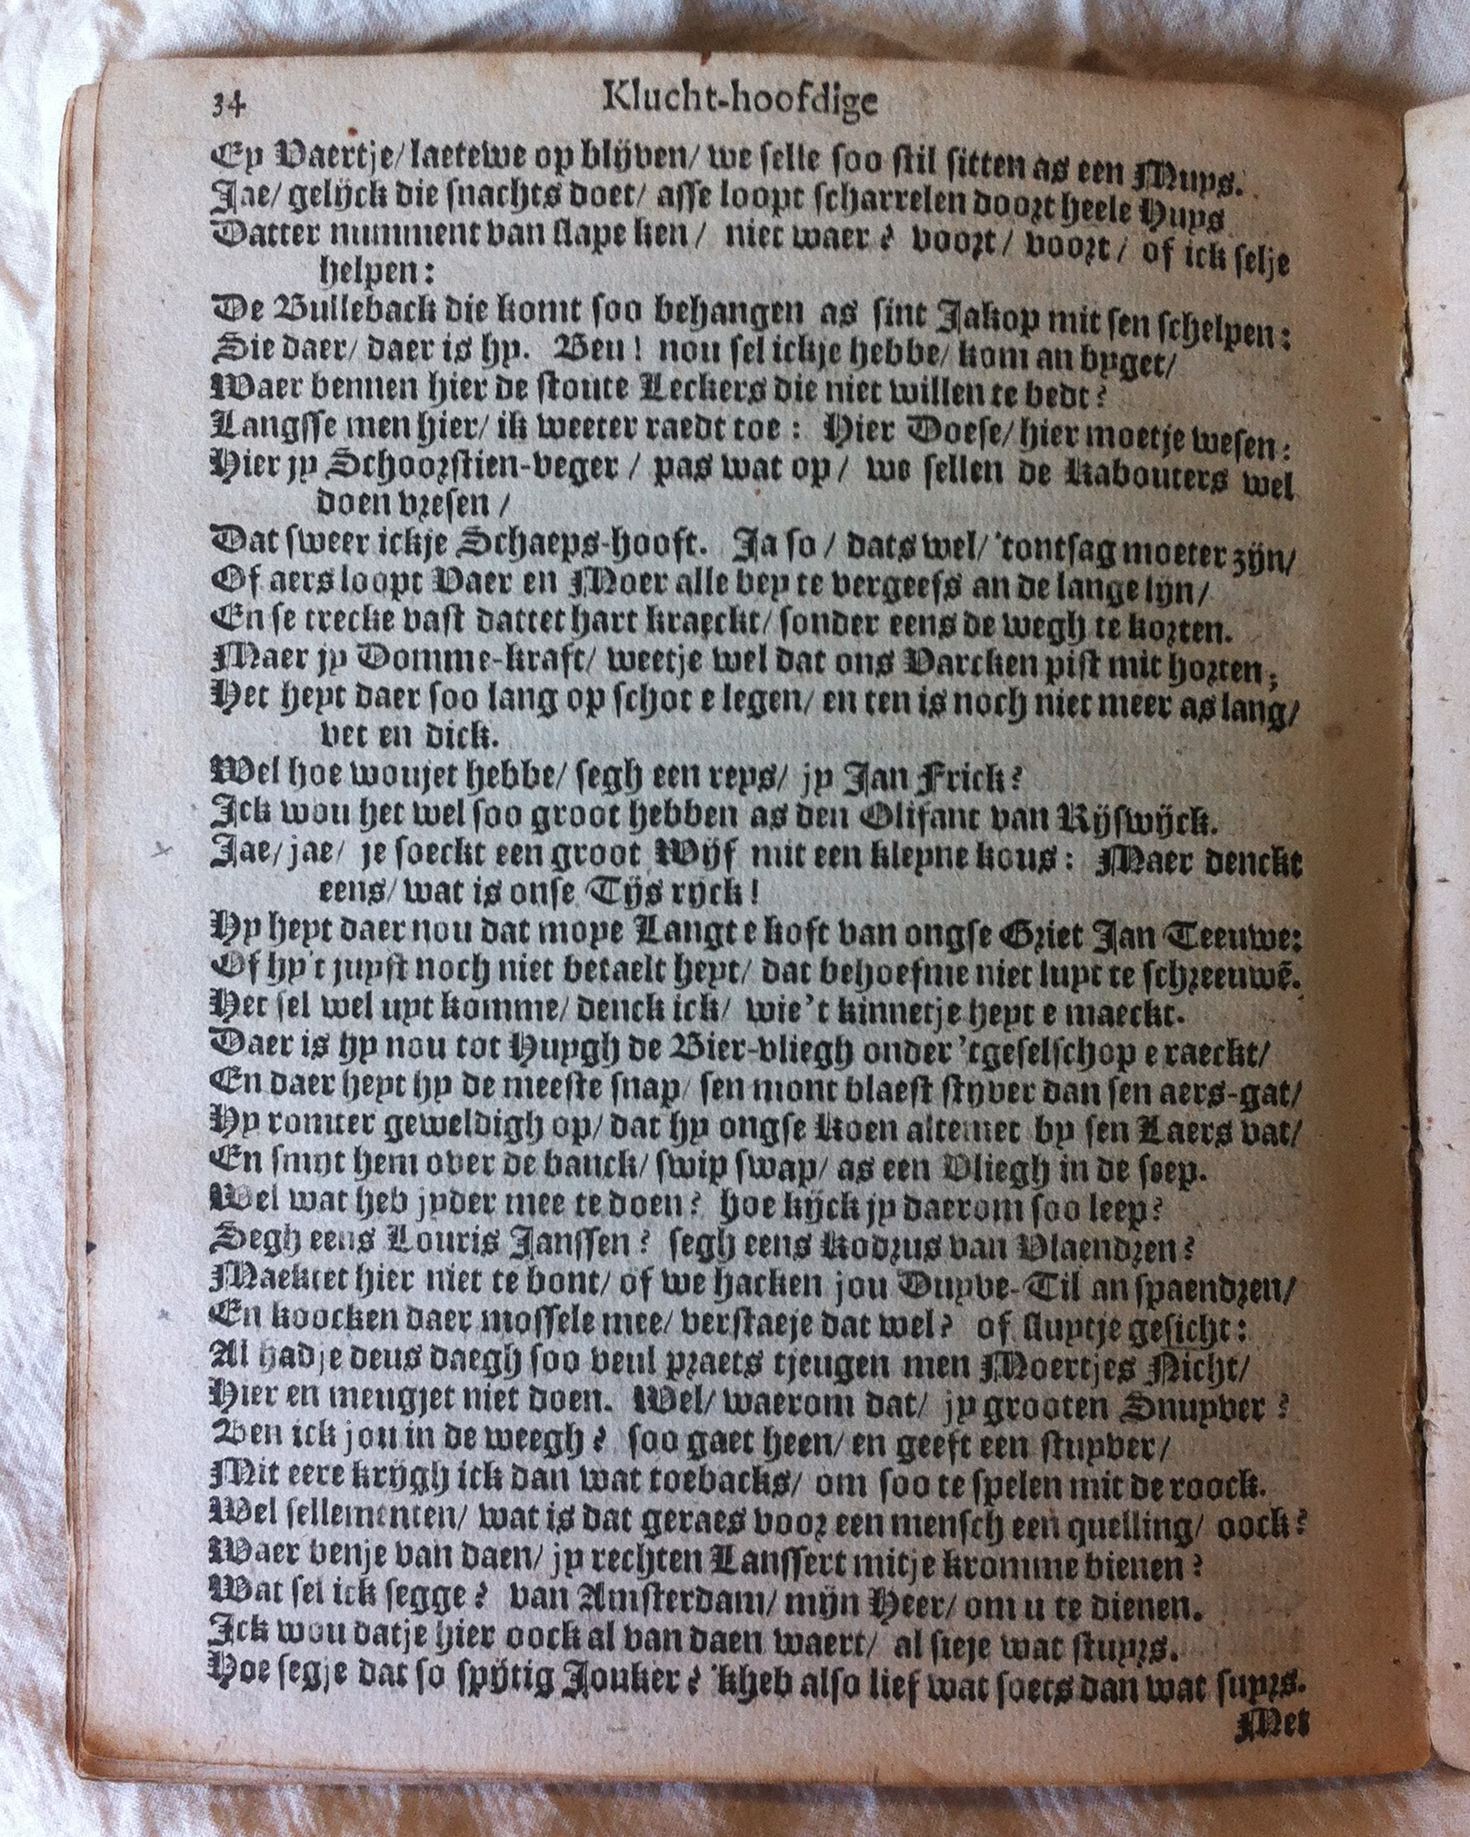 34
Klucht-hoofdige
Ey Vaertje/ laetewe op blijven/ we selle soo stil sitten as een Muys.
Jae/ gelijck die snachts doet/ asse loopt scharrelen doort heele Huys
Datter numment van slape ken/ niet waer? voort/ voort/ of ick selje
helpen:
De Bulleback die komt soo behangen as sint Jakop mit sen schelpen:
Sie daer/ daer is hy. Beu! nou sel ickje hebbe/ kom an byget/
Waer bennen hier de stoute Leckers die niet willen te bedt?
Langsse men hier/ ik weeter raedt toe: Hier Doese/ hier moetje wesen:
Hier jy Schoorstien-veger/ pas wat op/ we sellen de Kabouters wel
doen vresen/
Dat sweer ickje Schaeps-hooft. Ja so/ dats wel/ 'tontsag moeter zijn/
Of aers loopt Vaer en Moer alle bey te vergeefs an de lange lijn/
En se trecke vast dattet hart kraeckt/ sonder eens de wegh te korten.
Maer jy Domme-kraft/ weetje wel dat ons Varcken pist mit horten;
Het heyt daer soo lang op schot e legen/ en ten is noch niet meer as lang/
vet en dick.
Wel hoe woujet hebbe/ segh een reys/ jy Jan Frick?
Ick wou het wel soo groot hebben as den Olifant van Rijswijck.
Jae/ jae/ je soeckt een groot Wijf mit een kleyne kous: Maer denckt
eens/ wat is onse Tijs rijck!
Hy heyt daer nou dat moye Langt e koft van ongse Griet Jan Teeuwe:
Of hy't juyst noch niet betaelt heyt/ dat behoefme niet luyt te schreeuwē.
Het sel wel uyt komme/ denck ick/ wie't kinnetje heyt e maeckt.
Daer is hy nou tot Huygh de Bier-vliegh onder 'tgeselschop e raeckt/
En daer heyt hy de meeste snap/ sen mont blaest styver dan sen aers-gat/
Hy romter geweldigh op/ dat hy ongse Koen altemet by sen Laers vat/
En smijt hem over de banck/ swip swap/ as een Vliegh in de soep.
Wel wat heb jyder mee te doen? hoe kijck jy daerom soo leep?
Segh eens Louris Janssen? segh eens Kodrus van Vlaendren?
Maektet hier niet te bont/ of we hacken jou Duyve-Til an spaendren/
En koocken daer mossele mee/ verstaeje dat wel? of sluytje gesicht:
Al hadje deus daegh soo veul praets tjeugen men Moertjes Nicht/
Hier en meugjet niet doen. Wel/ waerom dat/ jy grooten Snuyver?
Ben ick jou in de weegh? soo gaet heen/ en geeft een stuyver/
Mit eere krijgh ick dan wat toebacks/ om soo te spelen mit de roock.
Wel sellementen/ wat is dat geraes voor een mensch een quelling/ oock?
Waer benje van daen/ jy rechten Lanssert mitje kromme bienen?
Wat sel ick segge? van Amsterdam/ mijn Heer/ om u te dienen.
Ick wou datje hier oock al van daen waert/ al sieje wat stuyrs.
Hoe segje dat so spijtig Jonker? 'kheb also lief wat soets dan wat suyrs.
Met